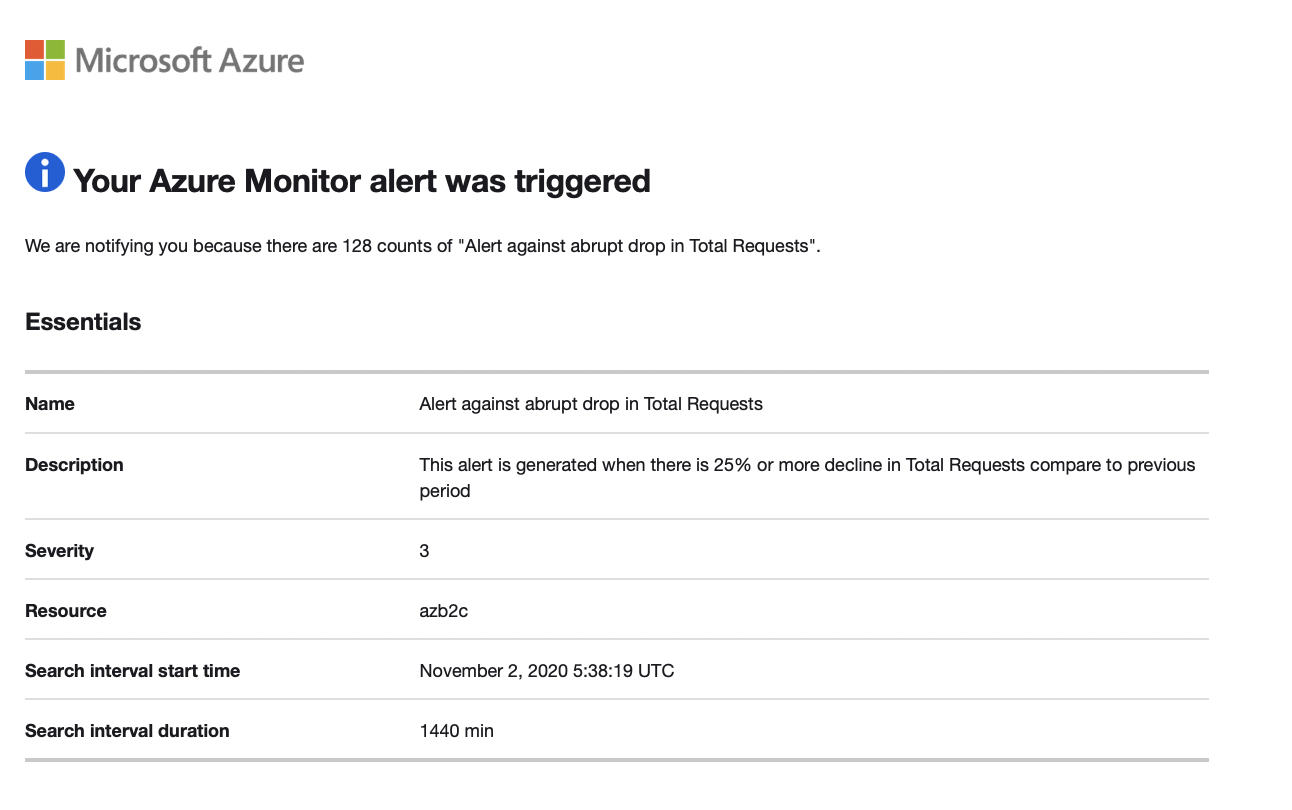 Microsoft Azure
Your Azure Monitor alert was triggered
We are notifying you because there are 128 counts of "Alert against abrupt drop in Total Requests".
Essentials
Name Alert against abrupt drop in Total Requests
Description This alert is generated when there is 25% or more decline in Total Requests compare to previous
period
Severity 3
Resource azb2c
Search interval start time November 2, 2020 5:38:19 UTC
Search interval duration 1440 min